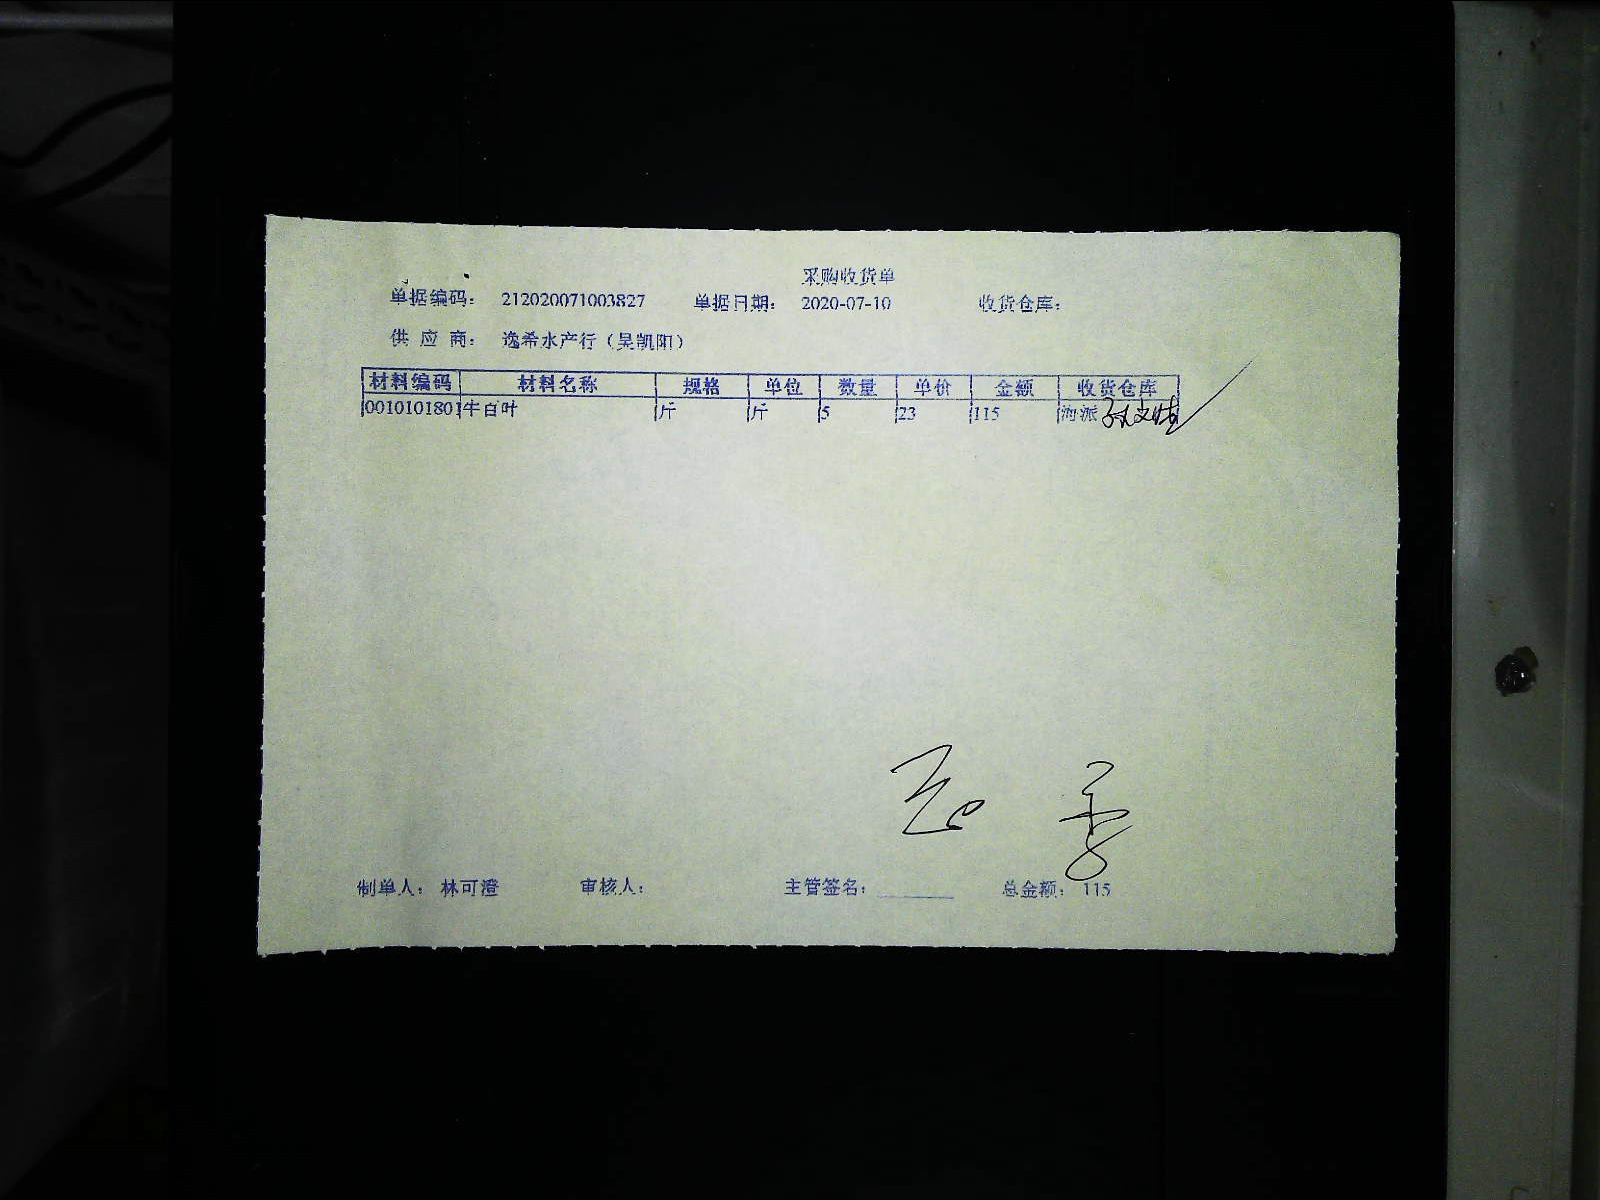 采购收货单
单据编码： 212020071003827 单据日期： 2020-07-10 收货仓库：
供 应 商： 逸希水产行（吴凯阳）
材料编码 材料名称 规格 单位 数量 单价 金额 收货仓库
0010101801 牛百叶 斤 斤 5 23 115 海派
制单人： 林可澄 审核人： 主管签名： 总金额： 115